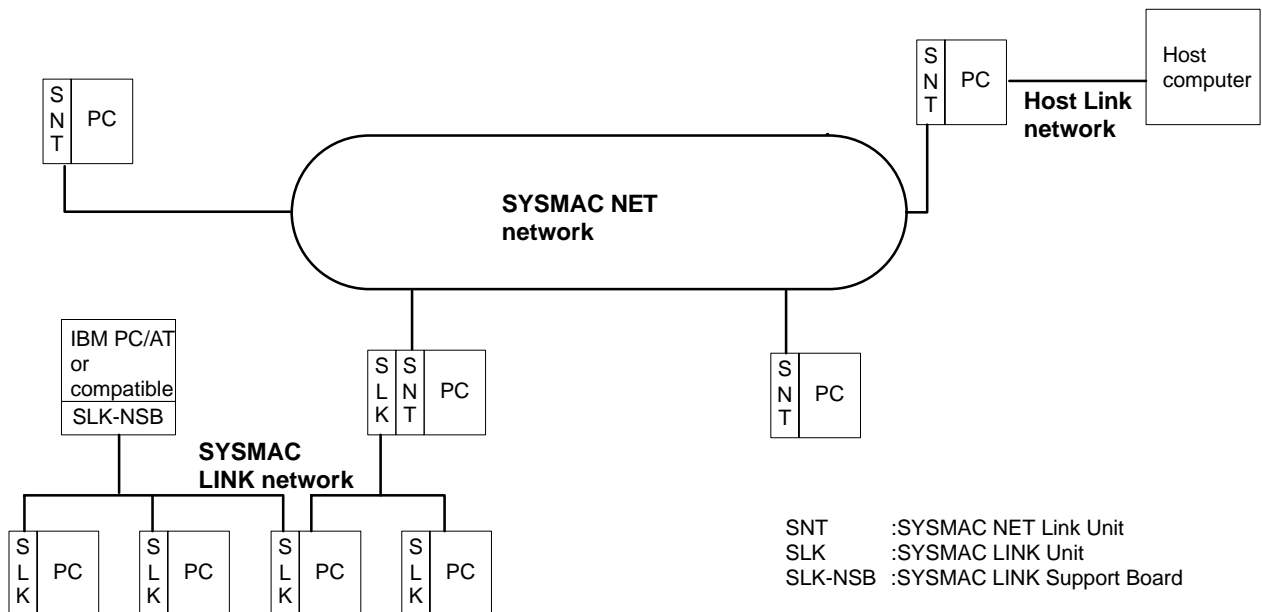 S
N
T
PC
S
N
T
PC
Host Link
network
Host
computer
SYSMAC NET
network
IBM PC/AT
or
compatible
SLK-NSB
S
L
K
S
N
T
PC
S
N
T
PC
SYSMAC
LINK network
S
L
K
PC
S
L
K
PC
S
L
K
PC
S
L
K
PC
SNT :SYSMAC NET Link Unit
SLK :SYSMAC LINK Unit
SLK-NSB :SYSMAC LINK Support Board